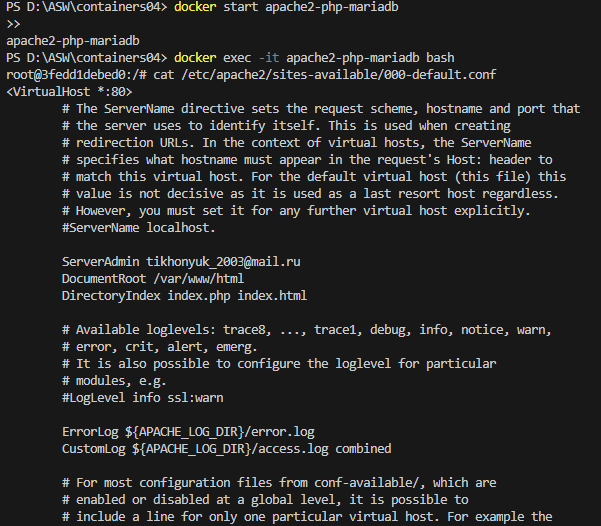 PS D:\ASW\containers04> docker start apache2-php-mariadb
>>
apache2-php-mariadb
PS D:\ASW\containers04> docker exec -it apache2-php-mariadb bash
root@3fedd1debed0:/# cat /etc/apache2/sites-available/000-default.conf
<VirtualHost *:80>
# The ServerName directive sets the request scheme, hostname and port that
# the server uses to identify itself. This is used when creating
# redirection URLs. In the context of virtual hosts, the ServerName
# specifies what hostname must appear in the request's Host: header to
# match this virtual host. For the default virtual host (this file) this
# value is not decisive as it is used as a last resort host regardless.
# However, you must set it for any further virtual host explicitly.
#ServerName localhost.
ServerAdmin tikhonyuk_2003@mail.ru
DocumentRoot /var/www/html
DirectoryIndex index.php index.html
# Available loglevels: trace8, ..., trace1, debug, info, notice, warn,
# error, crit, alert, emerg.
# It is also possible to configure the loglevel for particular
# modules, e.g.
#LogLevel info ssl:warn
ErrorLog ${APACHE_LOG_DIR}/error.log
CustomLog ${APACHE_LOG_DIR}/access.log combined
# For most configuration files from conf-available/, which are
# enabled or disabled at a global level, it is possible to
# include a line for only one particular virtual host. For example the